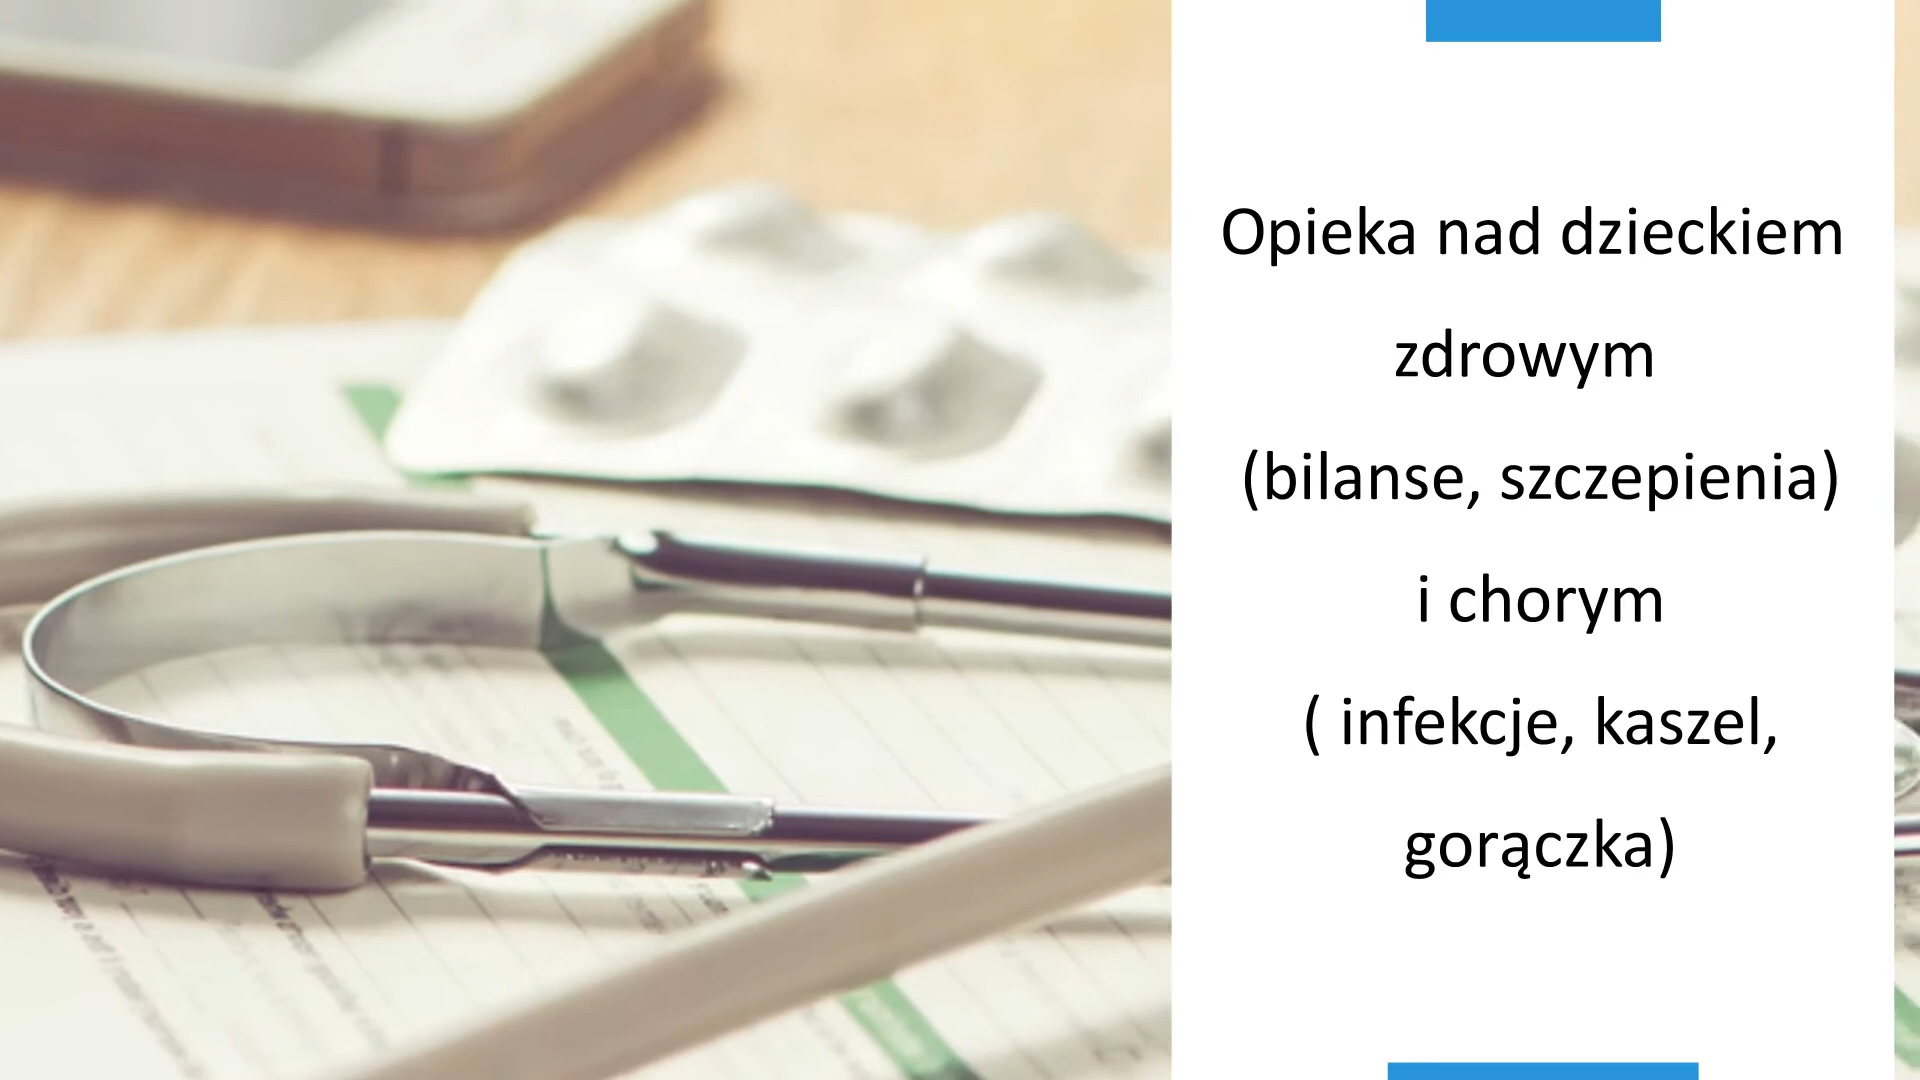 Opieka nad dzieckiem
zdrowym
(bilanse, szczepienia)
i chorym
( infekcje, kaszel,
gorączka)